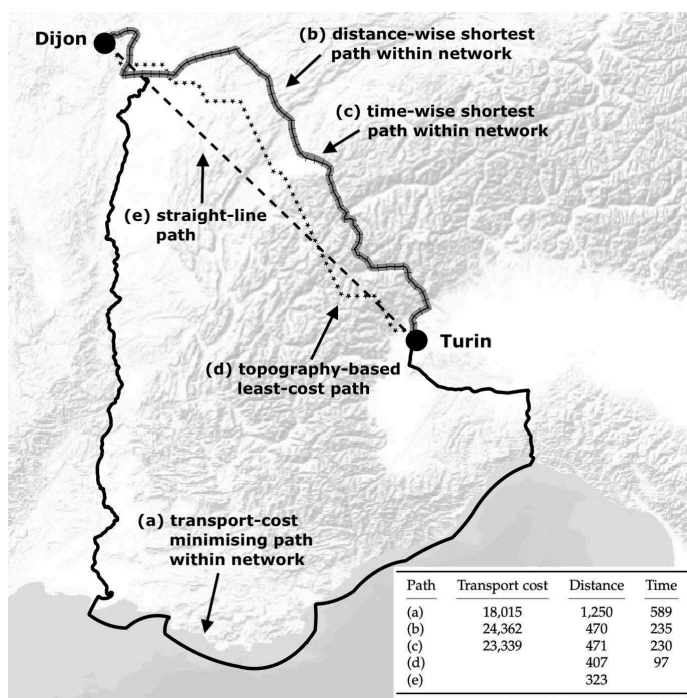 Dijon
(b) distance-wise shortest
path within network
(c) time-wise shortest
path within network
(e) straight-line
path
Turin
(d) topography-based
least-cost path
(a) transport-cost
minimising path
within network
Path Transport cost Distance Time
(a) 18,015 1,250 589
(b) 24,362 470 235
(c) 23,339 471 230
(d) 407 97
(e) 323